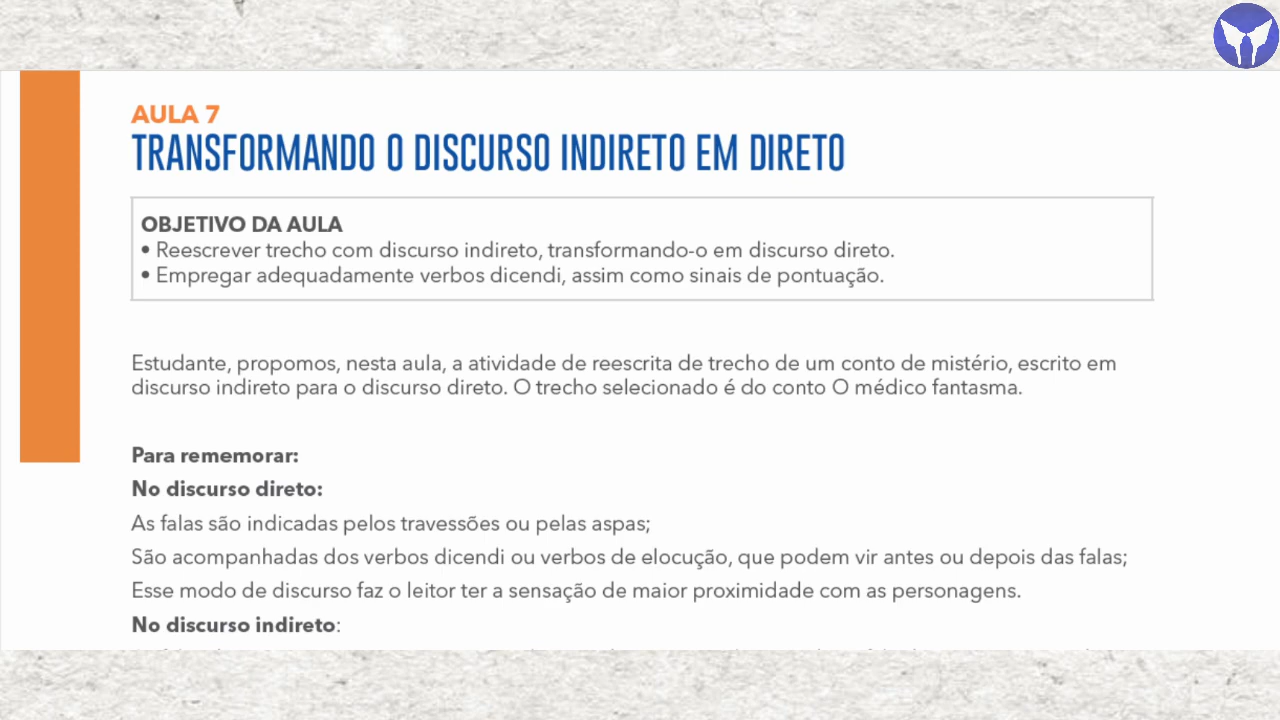 AULA 7
TRANSFORMANDO O DISCURSO INDIRETO EM DIRETO
OBJETIVO DA AULA
• Reescrever trecho com discurso indireto, transformando-o em discurso direto.
• Empregar adequadamente verbos dicendi, assim como sinais de pontuação.
Estudante, propomos, nesta aula, a atividade de reescrita de trecho de um conto de mistério, escrito em
discurso indireto para o discurso direto. O trecho selecionado é do conto O médico fantasma.
Para rememorar:
No discurso direto:
As falas são indicadas pelos travessões ou pelas aspas;
São acompanhadas dos verbos dicendi ou verbos de elocução, que podem vir antes ou depois das falas;
Esse modo de discurso faz o leitor ter a sensação de maior proximidade com as personagens.
No discurso indireto: